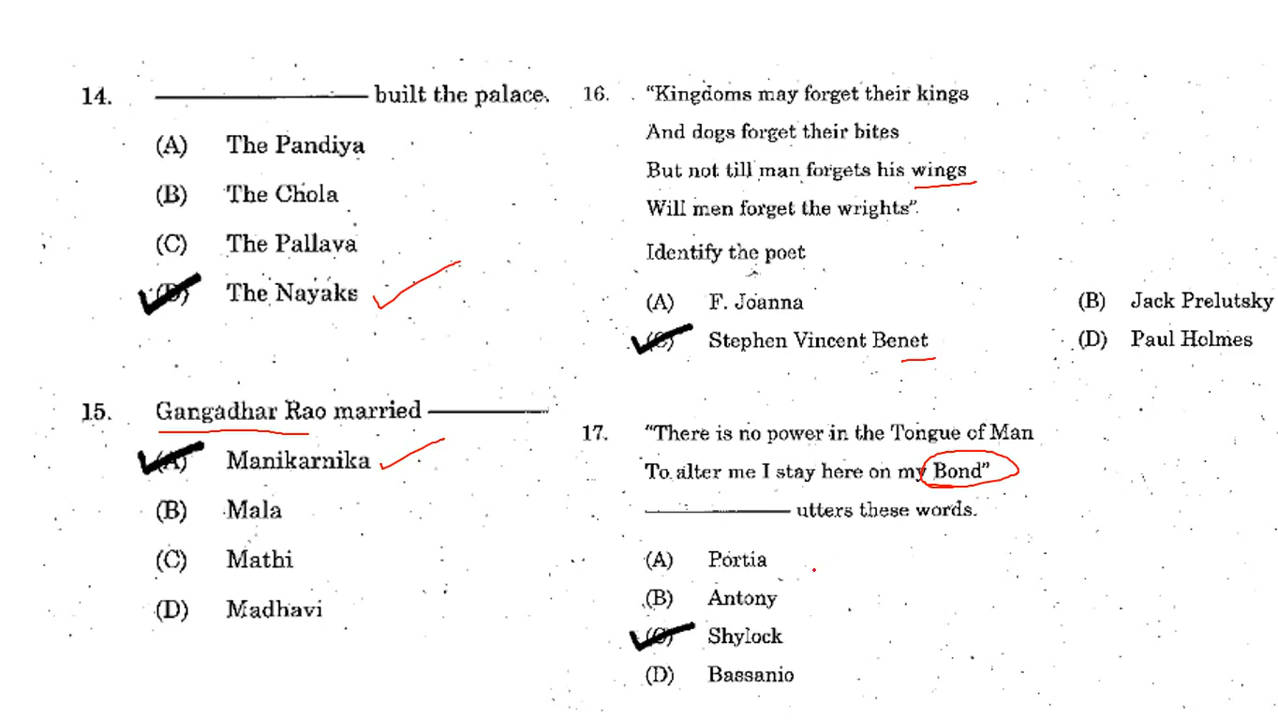 14. ____________ built the palace.
(A) The Pandiya
(B) The Chola
(C) The Pallava
(D) The Nayaks
15. Gangadhar Rao married ____________
(A) Manikarnika
(B) Mala
(C) Mathi
(D) Madhavi
16. "Kingdoms may forget their kings
And dogs forget their bites
But not till man forgets his wings
Will men forget the wrights".
Identify the poet
(A) F. Joanna
(B) Jack Prelutsky
(C) Stephen Vincent Benet
(D) Paul Holmes
17. "There is no power in the Tongue of Man
To alter me I stay here on my Bond"
____________ utters these words.
(A) Portia
(B) Antony
(C) Shylock
(D) Bassanio